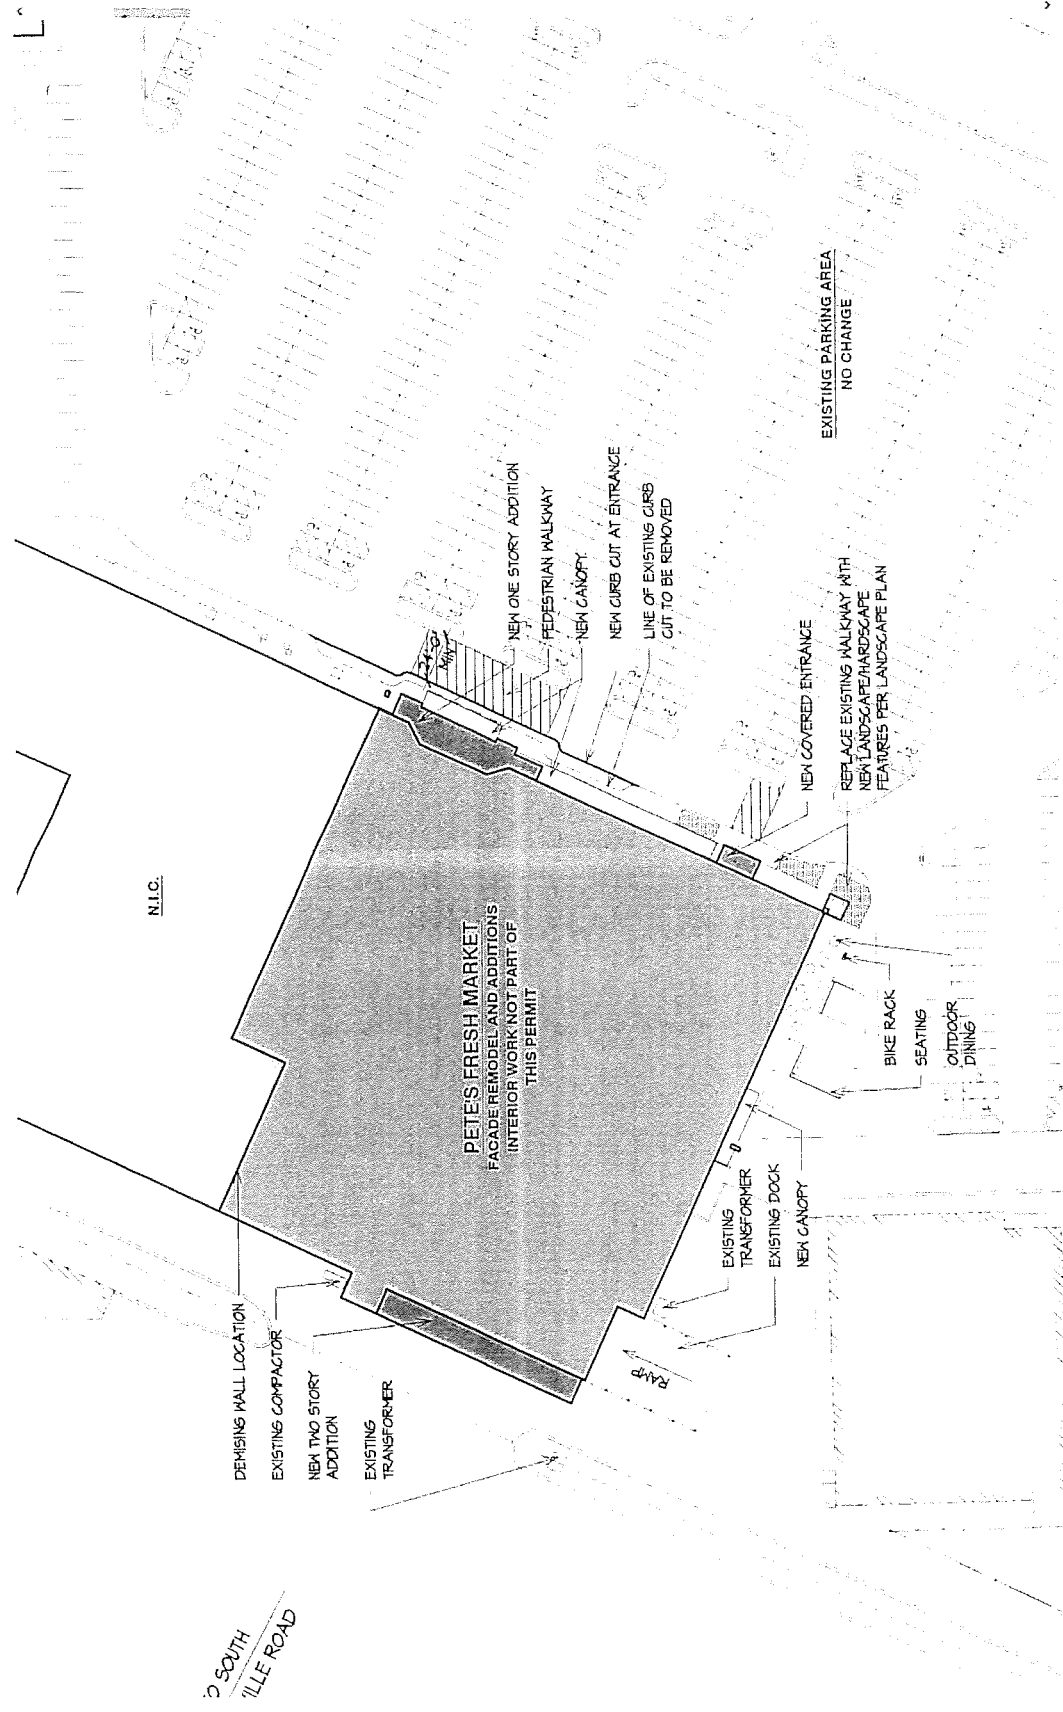 N.I.C.
PETE'S FRESH MARKET
FACADE REMODEL AND ADDITIONS
INTERIOR WORK NOT PART OF
THIS PERMIT
DEMISING WALL LOCATION
EXISTING COMPACTOR
NEW TWO STORY
ADDITION
EXISTING
TRANSFORMER
O SOUTH
ILLE ROAD
24'-0"
MIN
NEW ONE STORY ADDITION
PEDESTRIAN WALKWAY
NEW CANOPY
NEW CURB CUT AT ENTRANCE
LINE OF EXISTING CURB
CUT TO BE REMOVED
EXISTING PARKING AREA
NO CHANGE
NEW COVERED ENTRANCE
REPLACE EXISTING WALKWAY WITH
NEW LANDSCAPE/HARDSCAPE
FEATURES PER LANDSCAPE PLAN
BIKE RACK
SEATING
OUTDOOR
DINING
EXISTING
TRANSFORMER
EXISTING DOCK
NEW CANOPY
RAMP